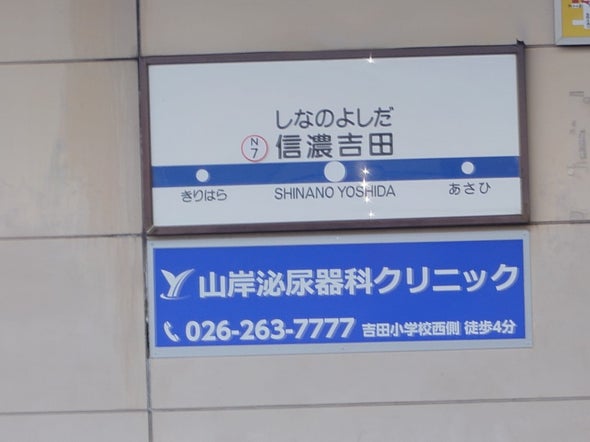 しなのよしだ
N
7
信濃吉田
きりはら
SHINANO YOSHIDA
あさひ
山岸泌尿器科クリニック
026-263-7777 吉田小学校西側 徒歩4分